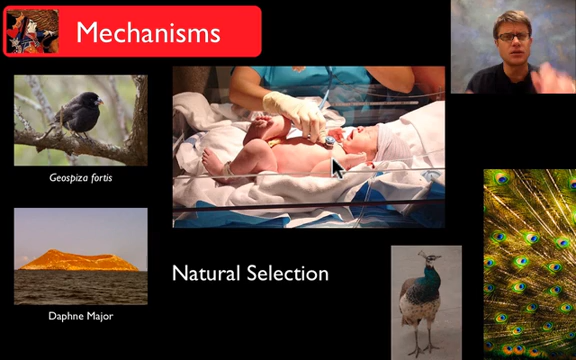 Mechanisms
Geospiza fortis
Natural Selection
Daphne Major